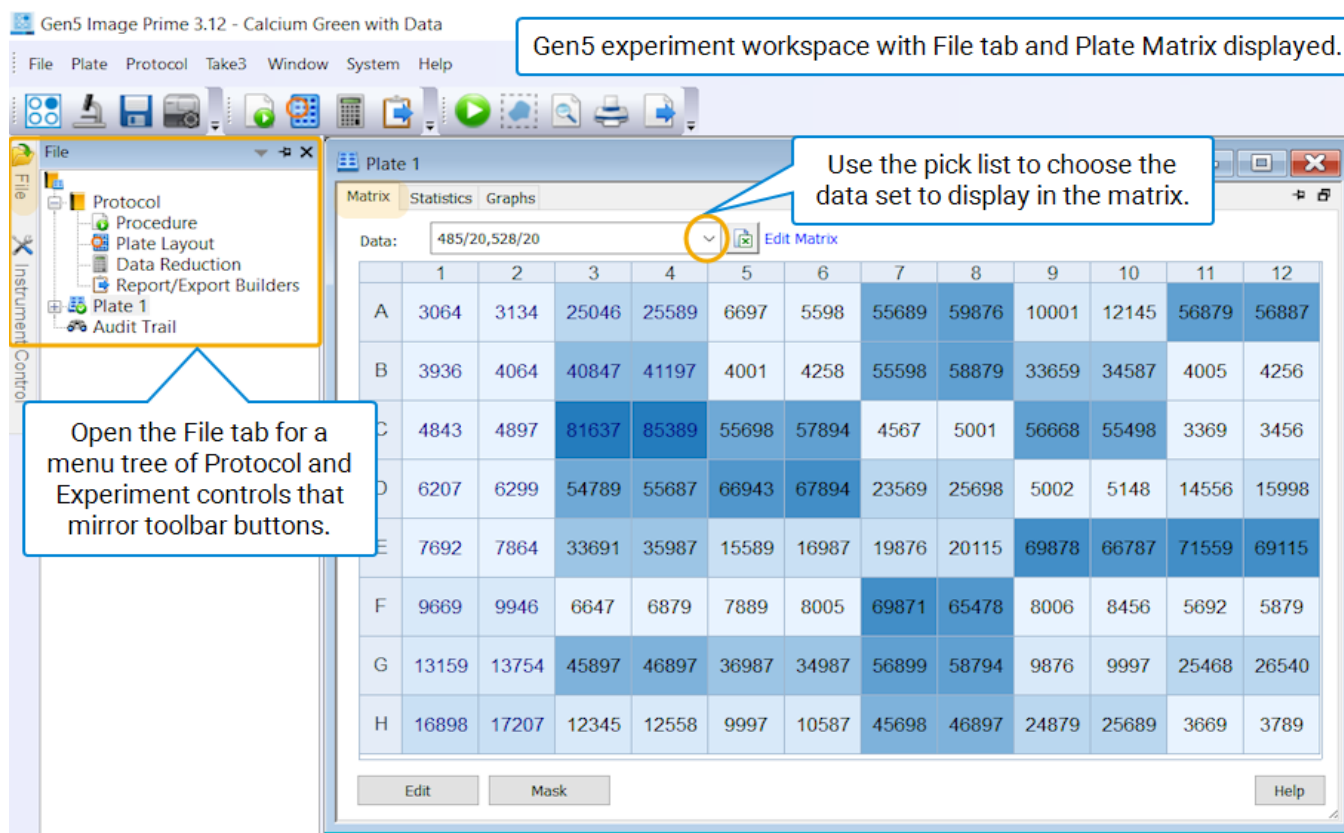 Gen5 Image Prime 3.12 - Calcium Green with Data
Gen5 experiment workspace with File tab and Plate Matrix displayed.
File Plate Protocol Take3 Window System Help
File
Plate 1
Use the pick list to choose the
data set to display in the matrix.
File
Instrument Control
Protocol
Procedure
Plate Layout
Data Reduction
Report/Export Builders
Plate 1
Audit Trail
Open the File tab for a
menu tree of Protocol and
Experiment controls that
mirror toolbar buttons.
Matrix Statistics Graphs
Data: 485/20,528/20 Edit Matrix
1 2 3 4 5 6 7 8 9 10 11 12
A 3064 3134 25046 25589 6697 5598 55689 59876 10001 12145 56879 56887
B 3936 4064 40847 41197 4001 4258 55598 58879 33659 34587 4005 4256
C 4843 4897 81637 85389 55698 57894 4567 5001 56668 55498 3369 3456
D 6207 6299 54789 55687 66943 67894 23569 25698 5002 5148 14556 15998
E 7692 7864 33691 35987 15589 16987 19876 20115 69878 66787 71559 69115
F 9669 9946 6647 6879 7889 8005 69871 65478 8006 8456 5692 5879
G 13159 13754 45897 46897 36987 34987 56899 58794 9876 9997 25468 26540
H 16898 17207 12345 12558 9997 10587 45698 46897 24879 25689 3669 3789
Edit Mask Help